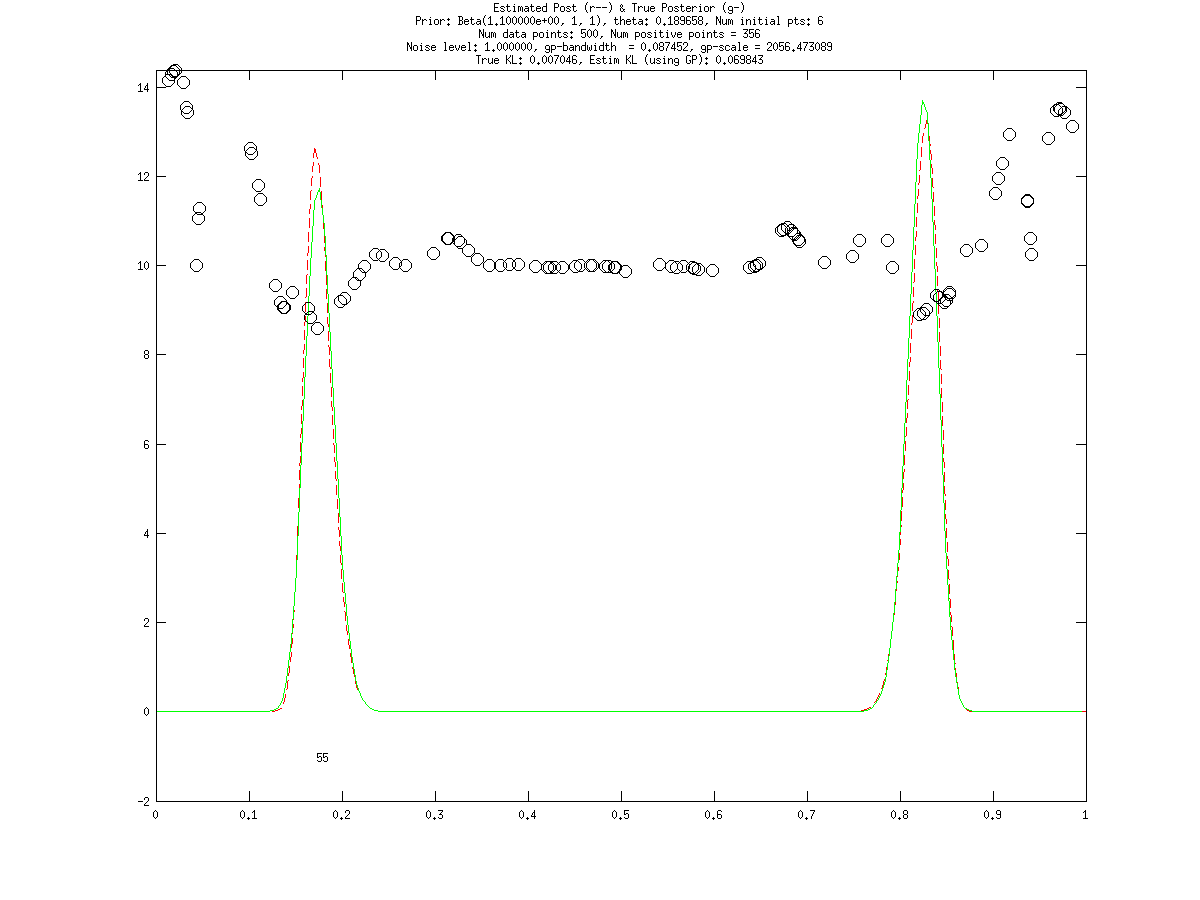 Estimated Post (r--) & True Posterior (g-)
Prior: Beta(1.100000e+00, 1, 1), theta: 0.189658, Num initial pts: 6
Num data points: 500, Num positive points = 356
Noise level: 1.000000, gp-bandwidth  = 0.087452, gp-scale = 2056.473089
True KL: 0.007046, Estim KL (using GP): 0.069843
14
12
10
8
6
4
2
0
55
-2
0 0.1 0.2 0.3 0.4 0.5 0.6 0.7 0.8 0.9 1